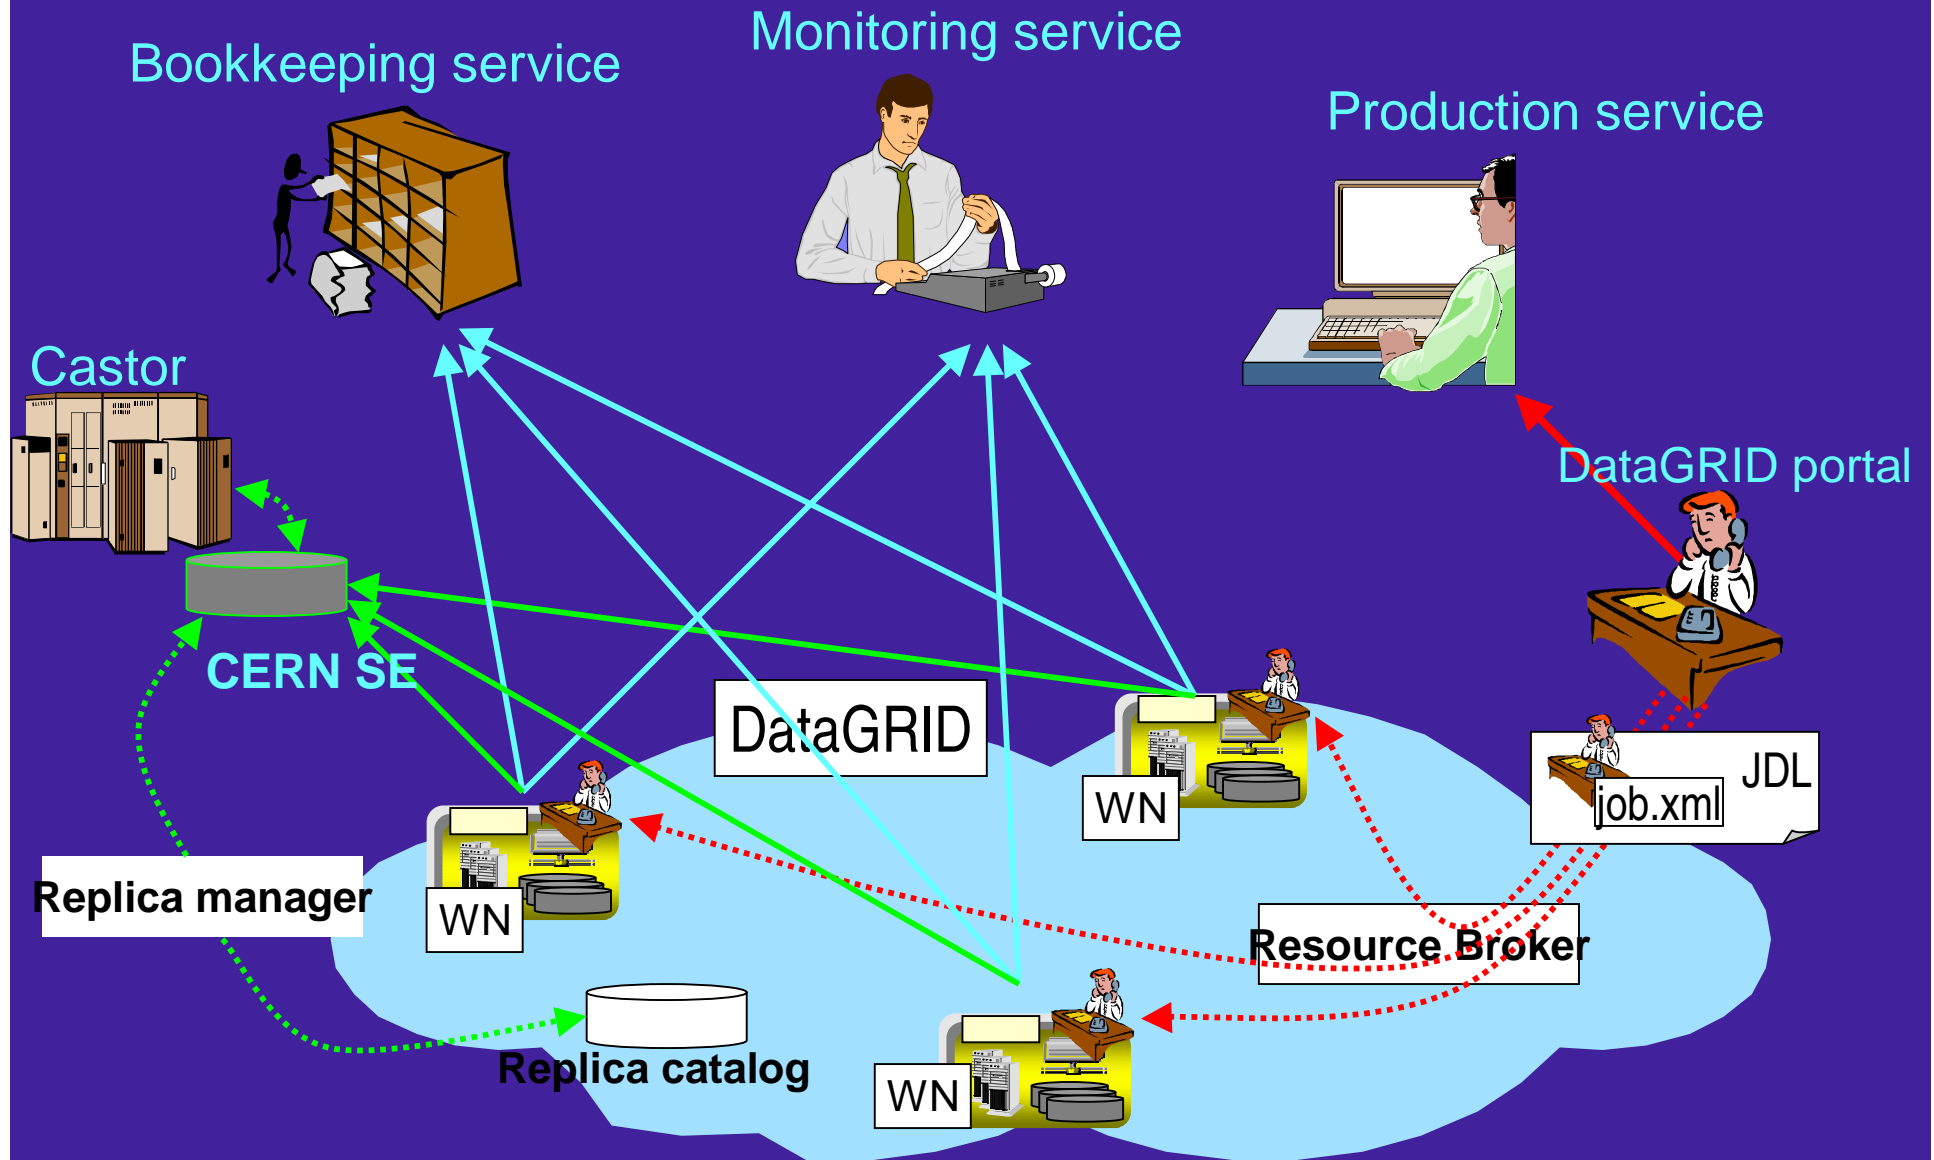 Monitoring service
Bookkeeping service
Production service
Castor
DataGRID portal
CERN SE
DataGRID
JDL
job.xml
WN
Replica manager
WN
Resource Broker
Replica catalog
WN